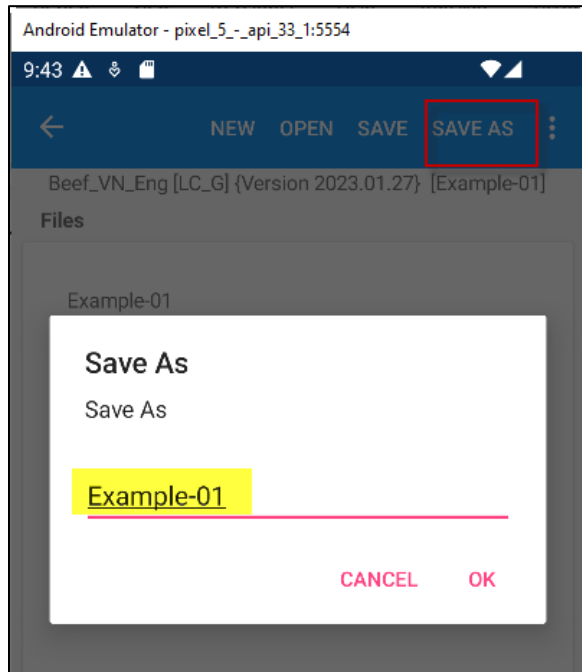 Android Emulator - pixel_5_-_api_33_1:5554
9:43
NEW OPEN SAVE SAVE AS
Beef_VN_Eng [LC_G] {Version 2023.01.27} [Example-01]
Files
Example-01
Save As
Save As
Example-01
CANCEL OK